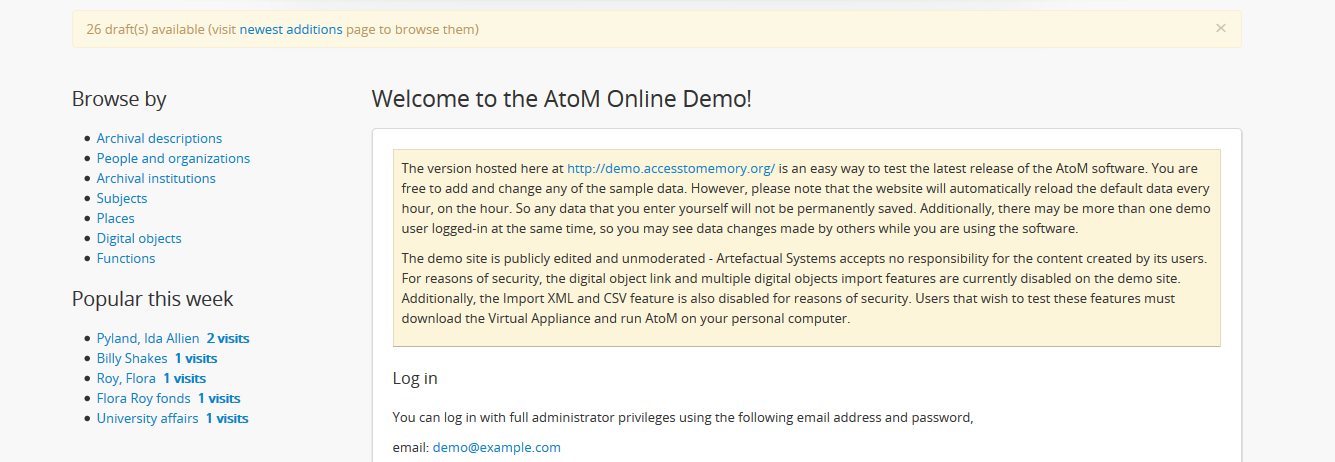 26 draft(s) available (visit newest additions page to browse them)
×
Browse by
Archival descriptions
People and organizations
Archival institutions
Subjects
Places
Digital objects
Functions
Popular this week
Pyland, Ida Allien 2 visits
Billy Shakes 1 visits
Roy, Flora 1 visits
Flora Roy fonds 1 visits
University affairs 1 visits
Welcome to the AtoM Online Demo!
The version hosted here at http://demo.accesstomemory.org/ is an easy way to test the latest release of the AtoM software. You are
free to add and change any of the sample data. However, please note that the website will automatically reload the default data every
hour, on the hour. So any data that you enter yourself will not be permanently saved. Additionally, there may be more than one demo
user logged-in at the same time, so you may see data changes made by others while you are using the software.
The demo site is publicly edited and unmoderated - Artefactual Systems accepts no responsibility for the content created by its users.
For reasons of security, the digital object link and multiple digital objects import features are currently disabled on the demo site.
Additionally, the Import XML and CSV feature is also disabled for reasons of security. Users that wish to test these features must
download the Virtual Appliance and run AtoM on your personal computer.
Log in
You can log in with full administrator privileges using the following email address and password,
email: demo@example.com